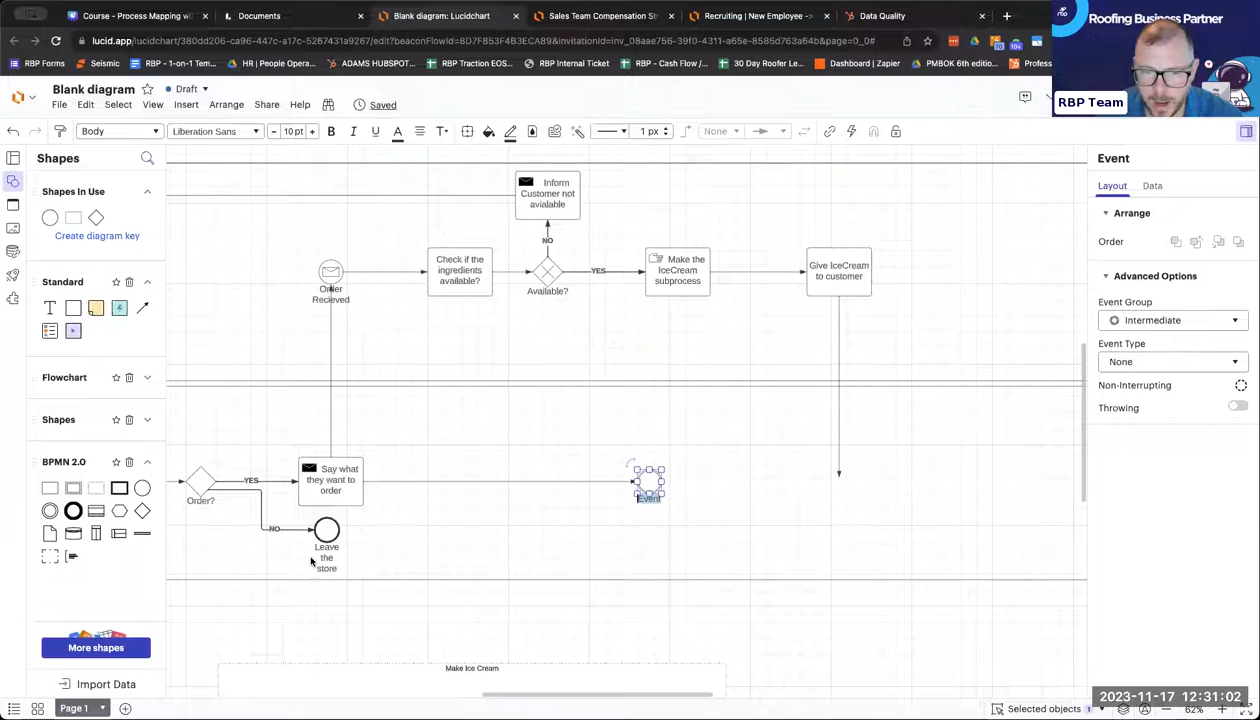 Course - Process Mapping wi
Documents
Blank diagram: Lucidchart
Sales Team Compensation St
Recruiting | New Employee ->
Data Quality
Roofing Business Partner
lucid.app/lucidchart/380dd206-ca96-447c-a17c-5267431a9267/edit?beaconFlowId=8D7F853F4B3ECA89&invitationId=inv_08aae756-39f0-4311-a65e-8585d763a54b&page=0_0#
RBP Forms
Seismic
RBP - 1-on-1 Tem...
HR | People Opera...
ADAMS HUBSPOT...
RBP Traction EOS...
RBP Internal Ticket
RBP - Cash Flow /...
30 Day Roofer Le...
Dashboard | Zapier
PMBOK 6th editio...
Profess
RBP Team
Blank diagram
Draft
File Edit Select View Insert Arrange Share Help
Saved
Body
Liberation Sans
10 pt
B I U A T
None
1 px
Shapes
Shapes In Use
Create diagram key
Standard
T
Flowchart
Shapes
BPMN 2.0
More shapes
Import Data
Inform
Customer not
avialable
NO
Check if the
ingredients
available?
Available?
YES
Make the
IceCream
subprocess
Give IceCream
to customer
Order
Recieved
Order?
YES
Say what
they want to
order
NO
Leave
the
store
Event
Make Ice Cream
Event
Layout
Data
Arrange
Order
Advanced Options
Event Group
Intermediate
Event Type
None
Non-Interrupting
Throwing
Page 1
Selected objects
1
62%
2023-11-17 12:31:02